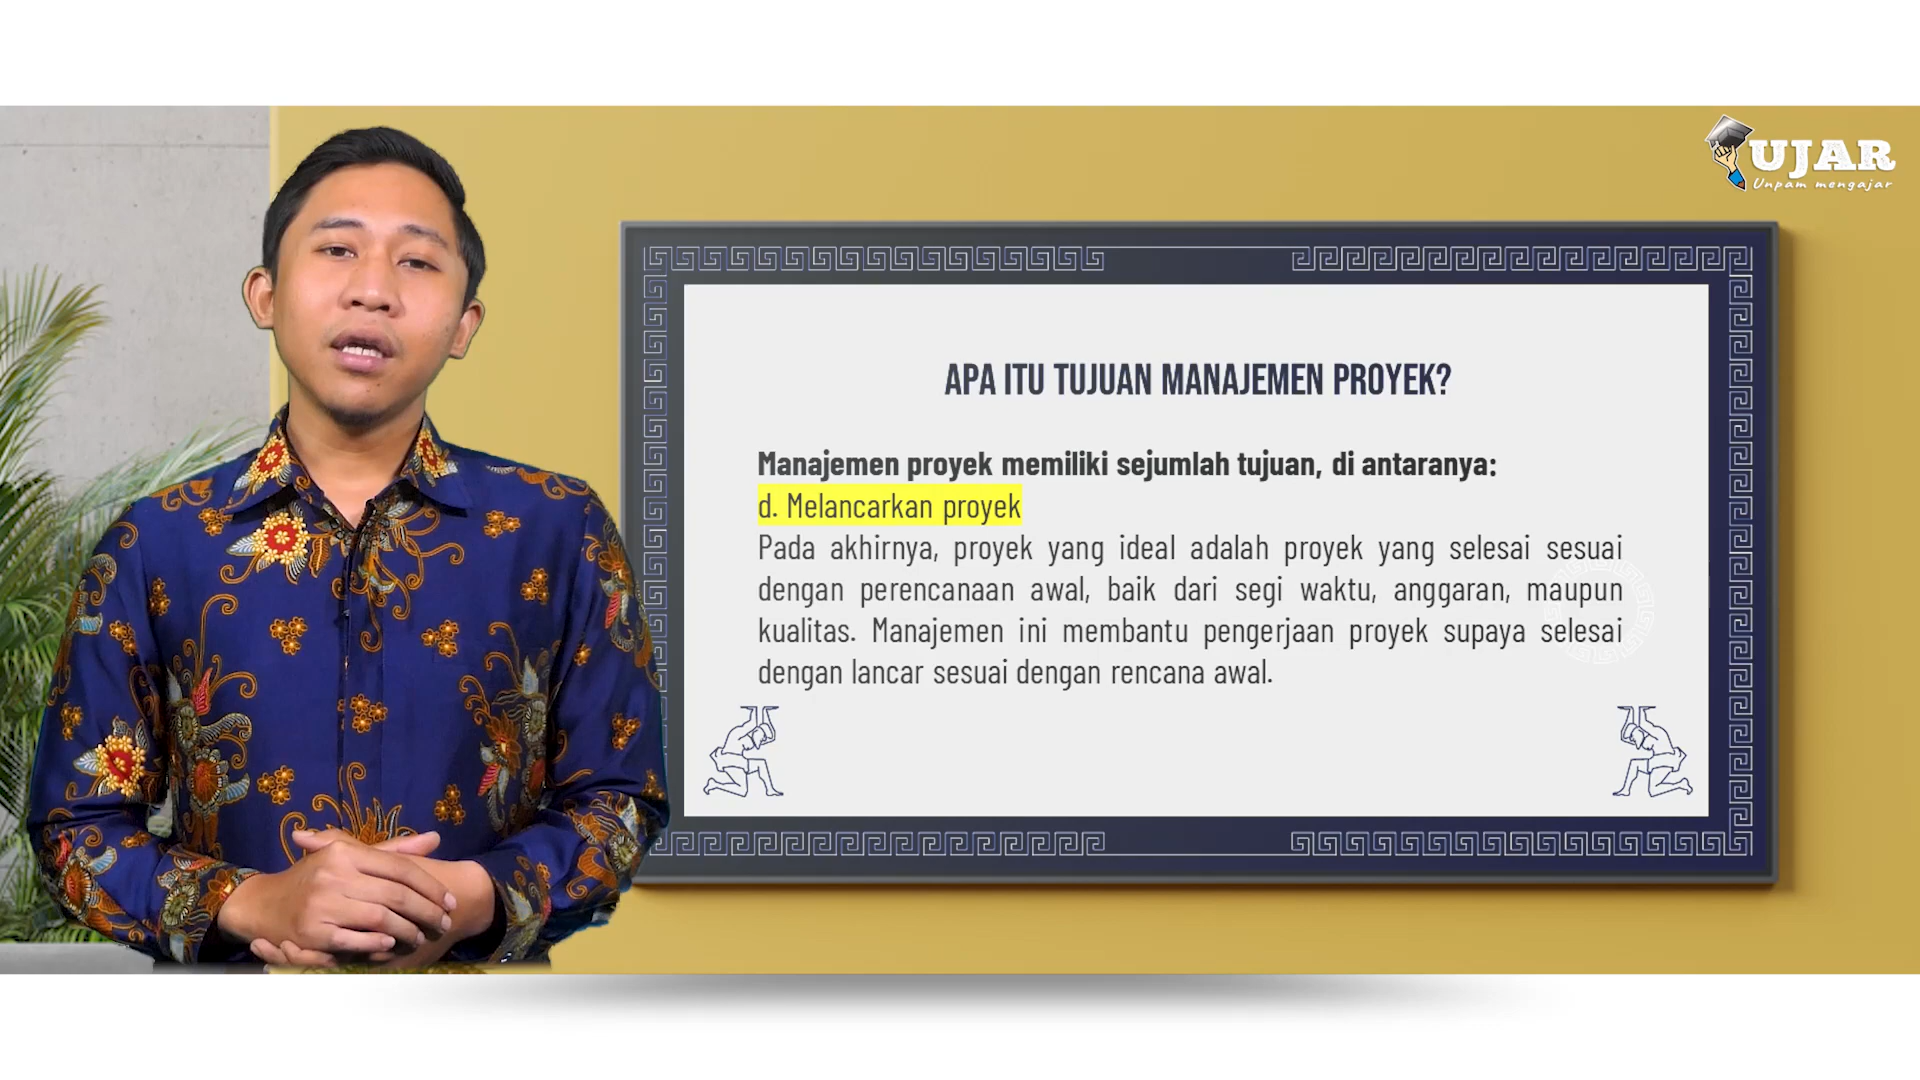 UJAR
Unpam mengajar
APA ITU TUJUAN MANAJEMEN PROYEK?
Manajemen proyek memiliki sejumlah tujuan, di antaranya:
d. Melancarkan proyek
Pada akhirnya, proyek yang ideal adalah proyek yang selesai sesuai
dengan perencanaan awal, baik dari segi waktu, anggaran, maupun
kualitas. Manajemen ini membantu pengerjaan proyek supaya selesai
dengan lancar sesuai dengan rencana awal.